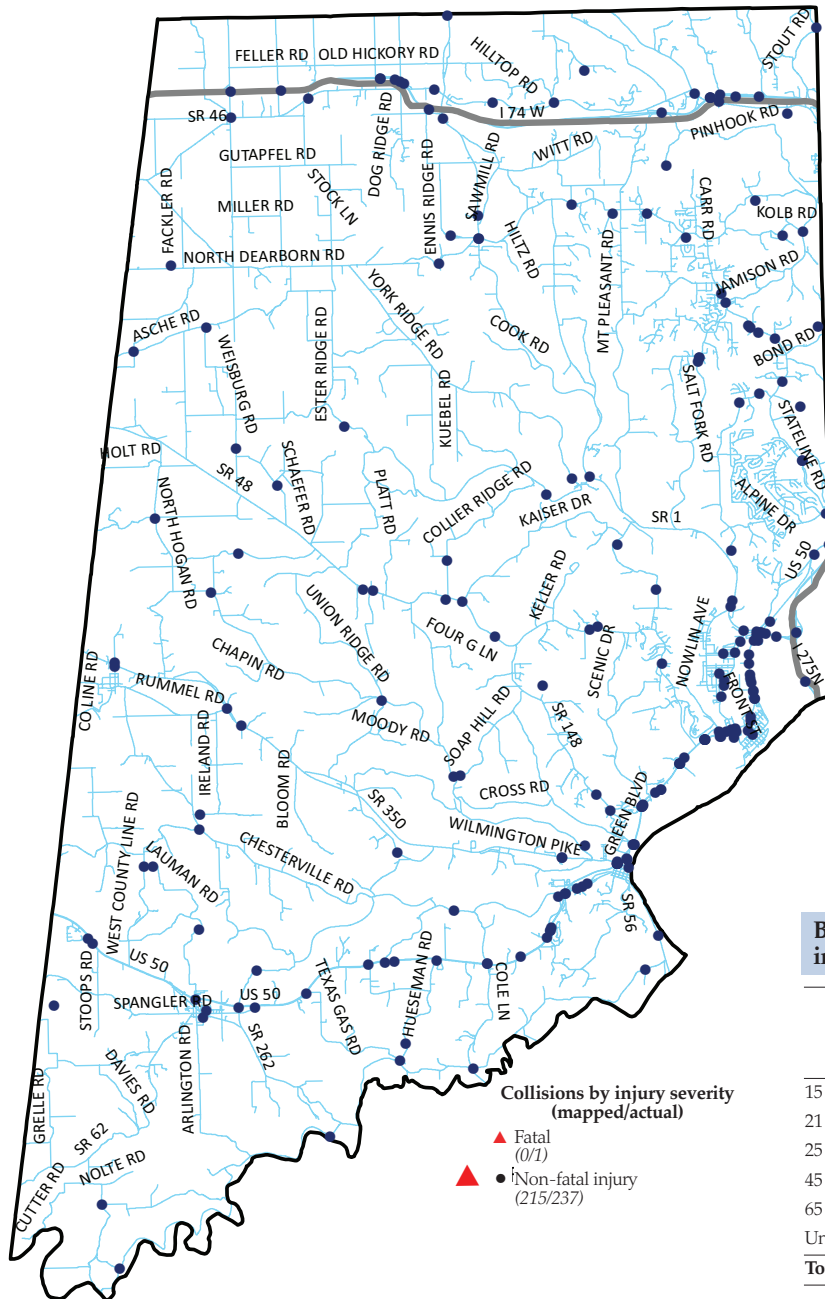 FELLER RD
OLD HICKORY RD
HILLTOP RD
STOUT RD
SR 46
DOG RIDGE RD
I 74 W
PINHOOK RD
GUTAPFEL RD
WITT RD
ENNIS RIDGE RD
SAWMILL RD
STOCK LN
CARR RD
FACKLER RD
MILLER RD
KOLB RD
HILTZ RD
MT PLEASANT RD
NORTH DEARBORN RD
YORK RIDGE RD
JAMISON RD
ASCHE RD
COOK RD
WEISBURG RD
ESTER RIDGE RD
BOND RD
KUEBEL RD
SALT FORK RD
STATELINE RD
HOLT RD
SR 48
SCHAEFER RD
PLATT RD
COLLIER RIDGE RD
KAISER DR
ALPINE DR
NORTH HOGAN RD
SR 1
US 50
KELLER RD
UNION RIDGE RD
FOUR G LN
NOWLIN AVE
SCENIC DR
CHAPIN RD
I 275N
CO LINE RD
RUMMEL RD
FRONT ST
MOODY RD
SOAP HILL RD
SR 148
IRELAND RD
BLOOM RD
CROSS RD
GREEN BLVD
SR 350
WILMINGTON PIKE
WEST COUNTY LINE RD
LAUMAN RD
CHESTERVILLE RD
SR 56
US 50
STOOPS RD
SPANGLER RD
US 50
TEXAS GAS RD
HUESEMAN RD
COLE LN
SR 262
DAVIES RD
ARLINGTON RD
GRELLE RD
SR 62
NOLTE RD
CUTTER RD
Collisions by injury severity
(mapped/actual)
Fatal
(0/1)
Non-fatal injury
(215/237)
B
in
15
21
25
45
65
Un
To